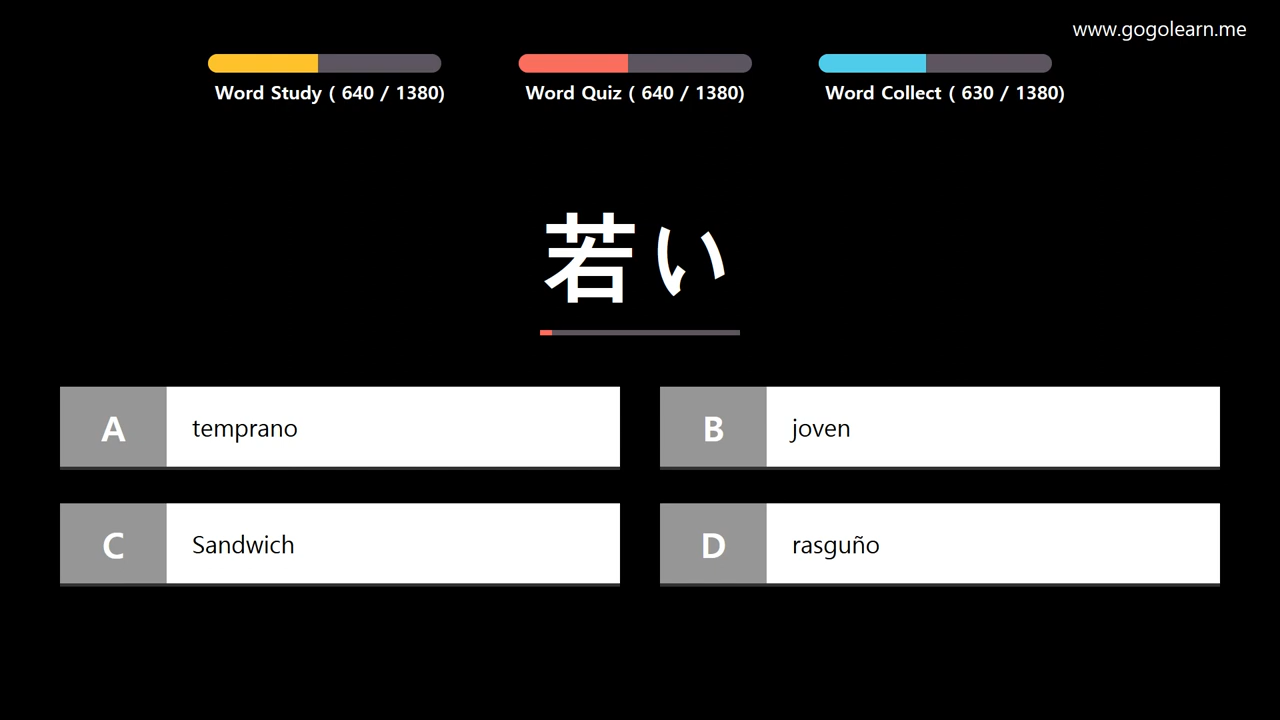 www.gogolearn.me
Word Study ( 640 / 1380)
Word Quiz ( 640 / 1380)
Word Collect ( 630 / 1380)
若い
A temprano
B joven
C Sandwich
D rasguño